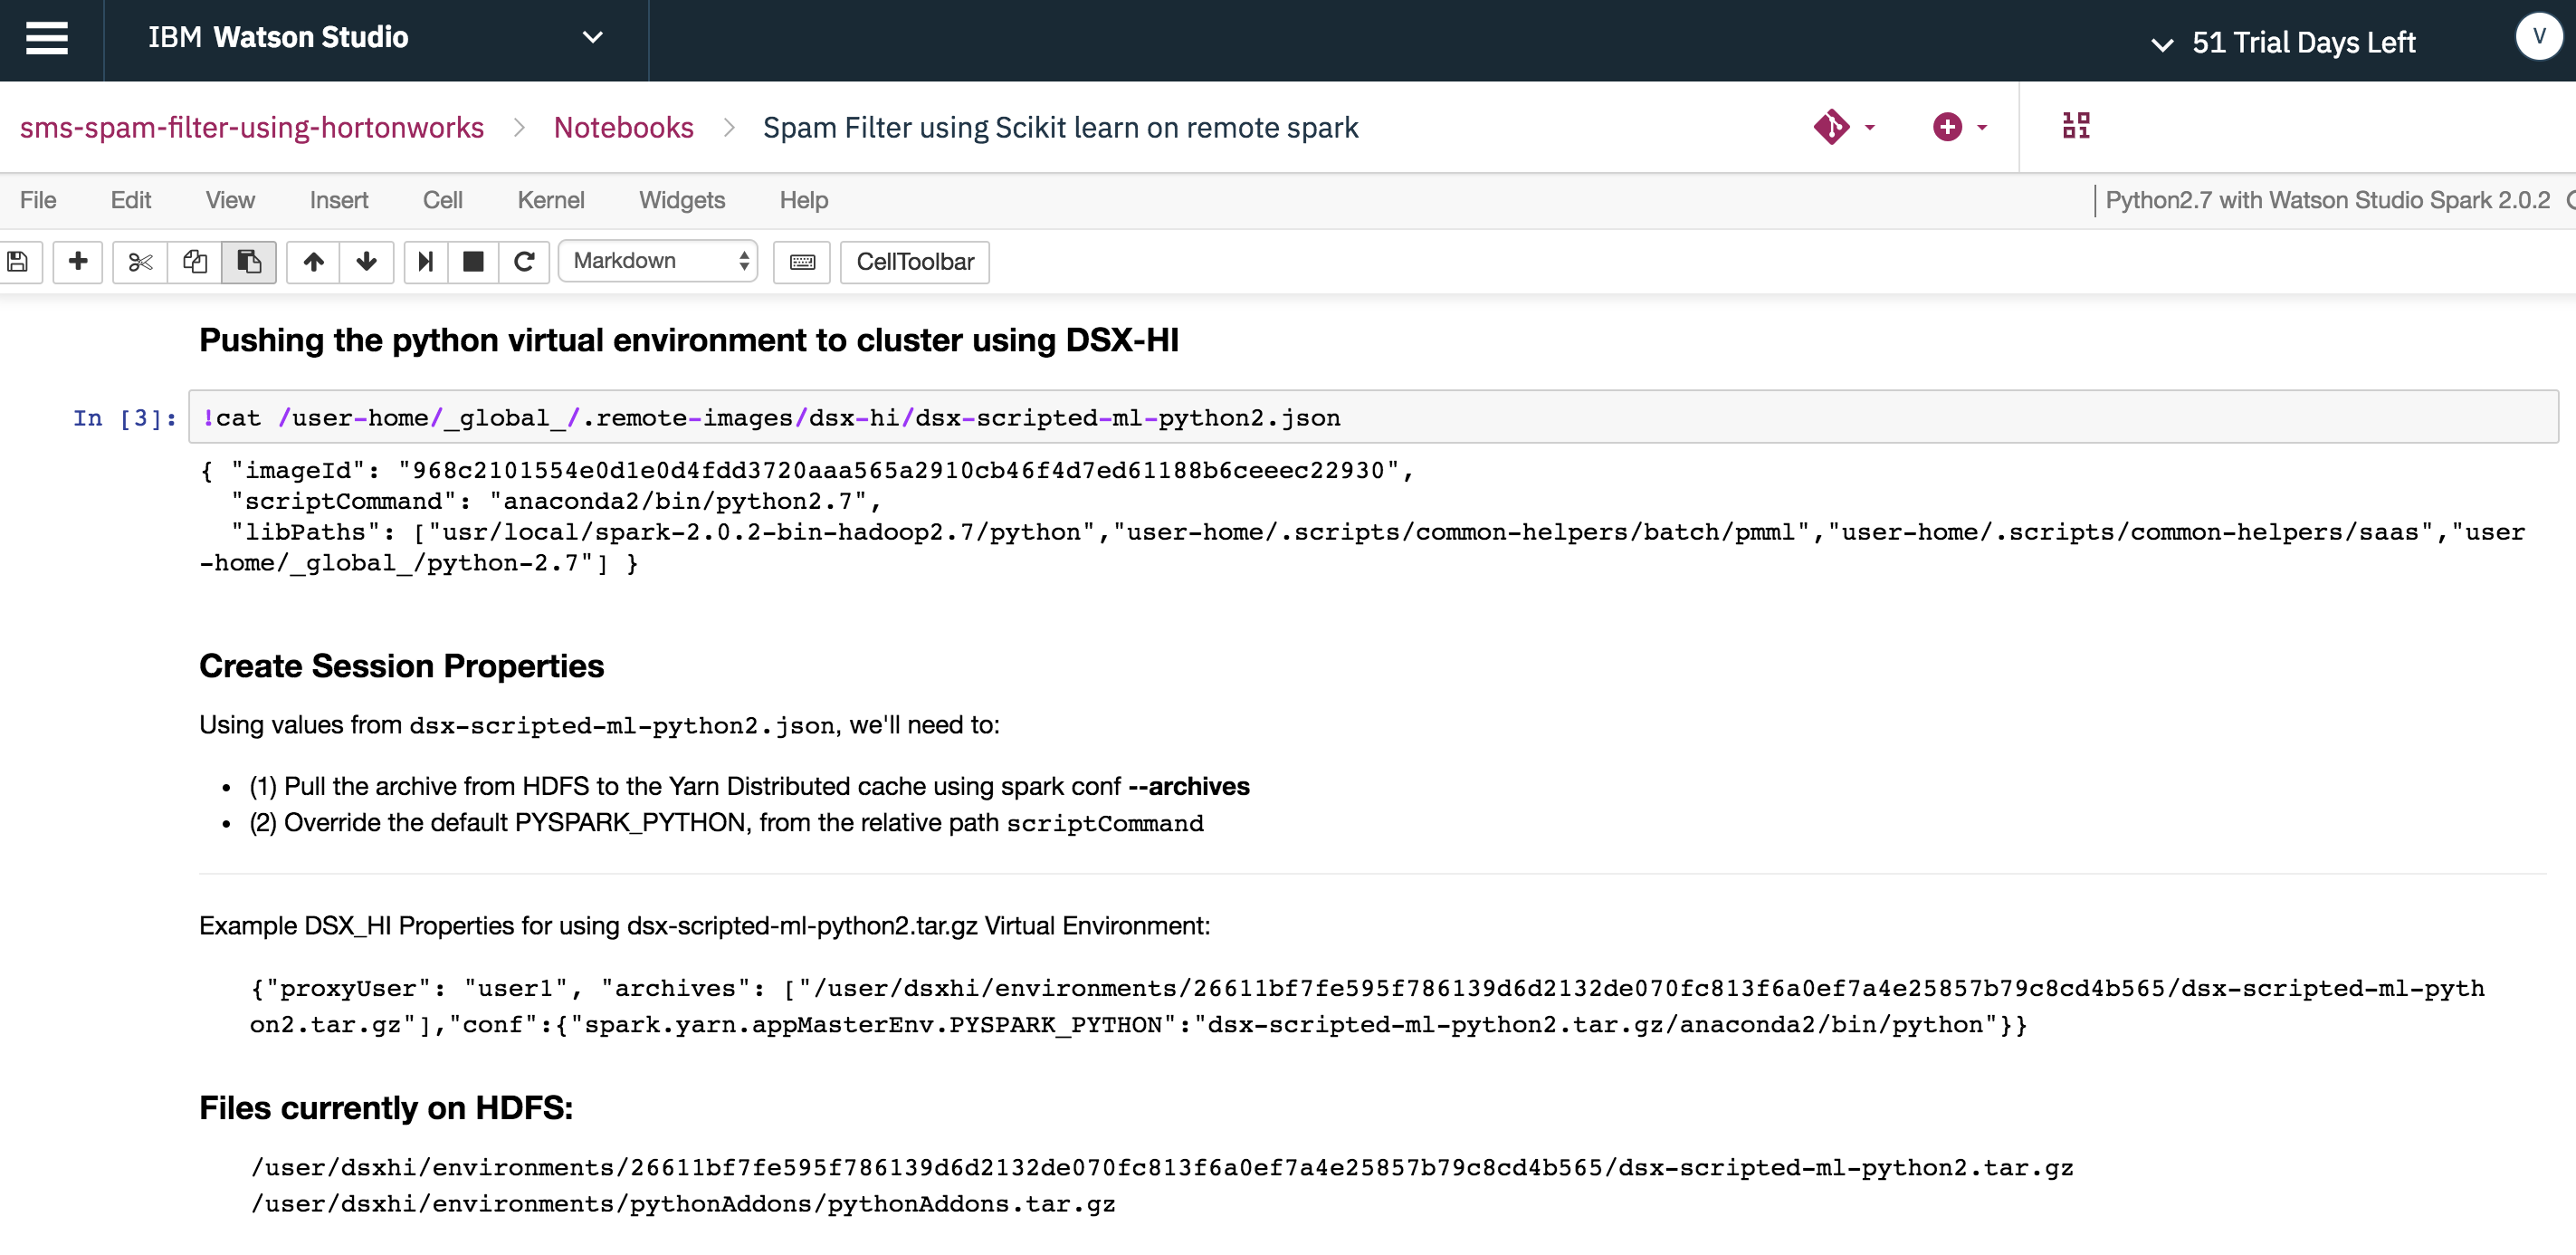 IBM Watson Studio
51 Trial Days Left
V
sms-spam-filter-using-hortonworks > Notebooks > Spam Filter using Scikit learn on remote spark
File Edit View Insert Cell Kernel Widgets Help
Python2.7 with Watson Studio Spark 2.0.2
Markdown
CellToolbar
Pushing the python virtual environment to cluster using DSX-HI
In [3]: !cat /user-home/_global_/.remote-images/dsx-hi/dsx-scripted-ml-python2.json
{ "imageId": "968c2101554e0d1e0d4fdd3720aaa565a2910cb46f4d7ed61188b6ceeec22930",
"scriptCommand": "anaconda2/bin/python2.7",
"libPaths": ["usr/local/spark-2.0.2-bin-hadoop2.7/python","user-home/.scripts/common-helpers/batch/pmml","user-home/.scripts/common-helpers/saas","user
-home/_global_/python-2.7"] }
Create Session Properties
Using values from dsx-scripted-ml-python2.json, we'll need to:
• (1) Pull the archive from HDFS to the Yarn Distributed cache using spark conf --archives
• (2) Override the default PYSPARK_PYTHON, from the relative path scriptCommand
Example DSX_HI Properties for using dsx-scripted-ml-python2.tar.gz Virtual Environment:
{"proxyUser": "user1", "archives": ["/user/dsxhi/environments/26611bf7fe595f786139d6d2132de070fc813f6a0ef7a4e25857b79c8cd4b565/dsx-scripted-ml-pyth
on2.tar.gz"],"conf":{"spark.yarn.appMasterEnv.PYSPARK_PYTHON":"dsx-scripted-ml-python2.tar.gz/anaconda2/bin/python"}}
Files currently on HDFS:
/user/dsxhi/environments/26611bf7fe595f786139d6d2132de070fc813f6a0ef7a4e25857b79c8cd4b565/dsx-scripted-ml-python2.tar.gz
/user/dsxhi/environments/pythonAddons/pythonAddons.tar.gz